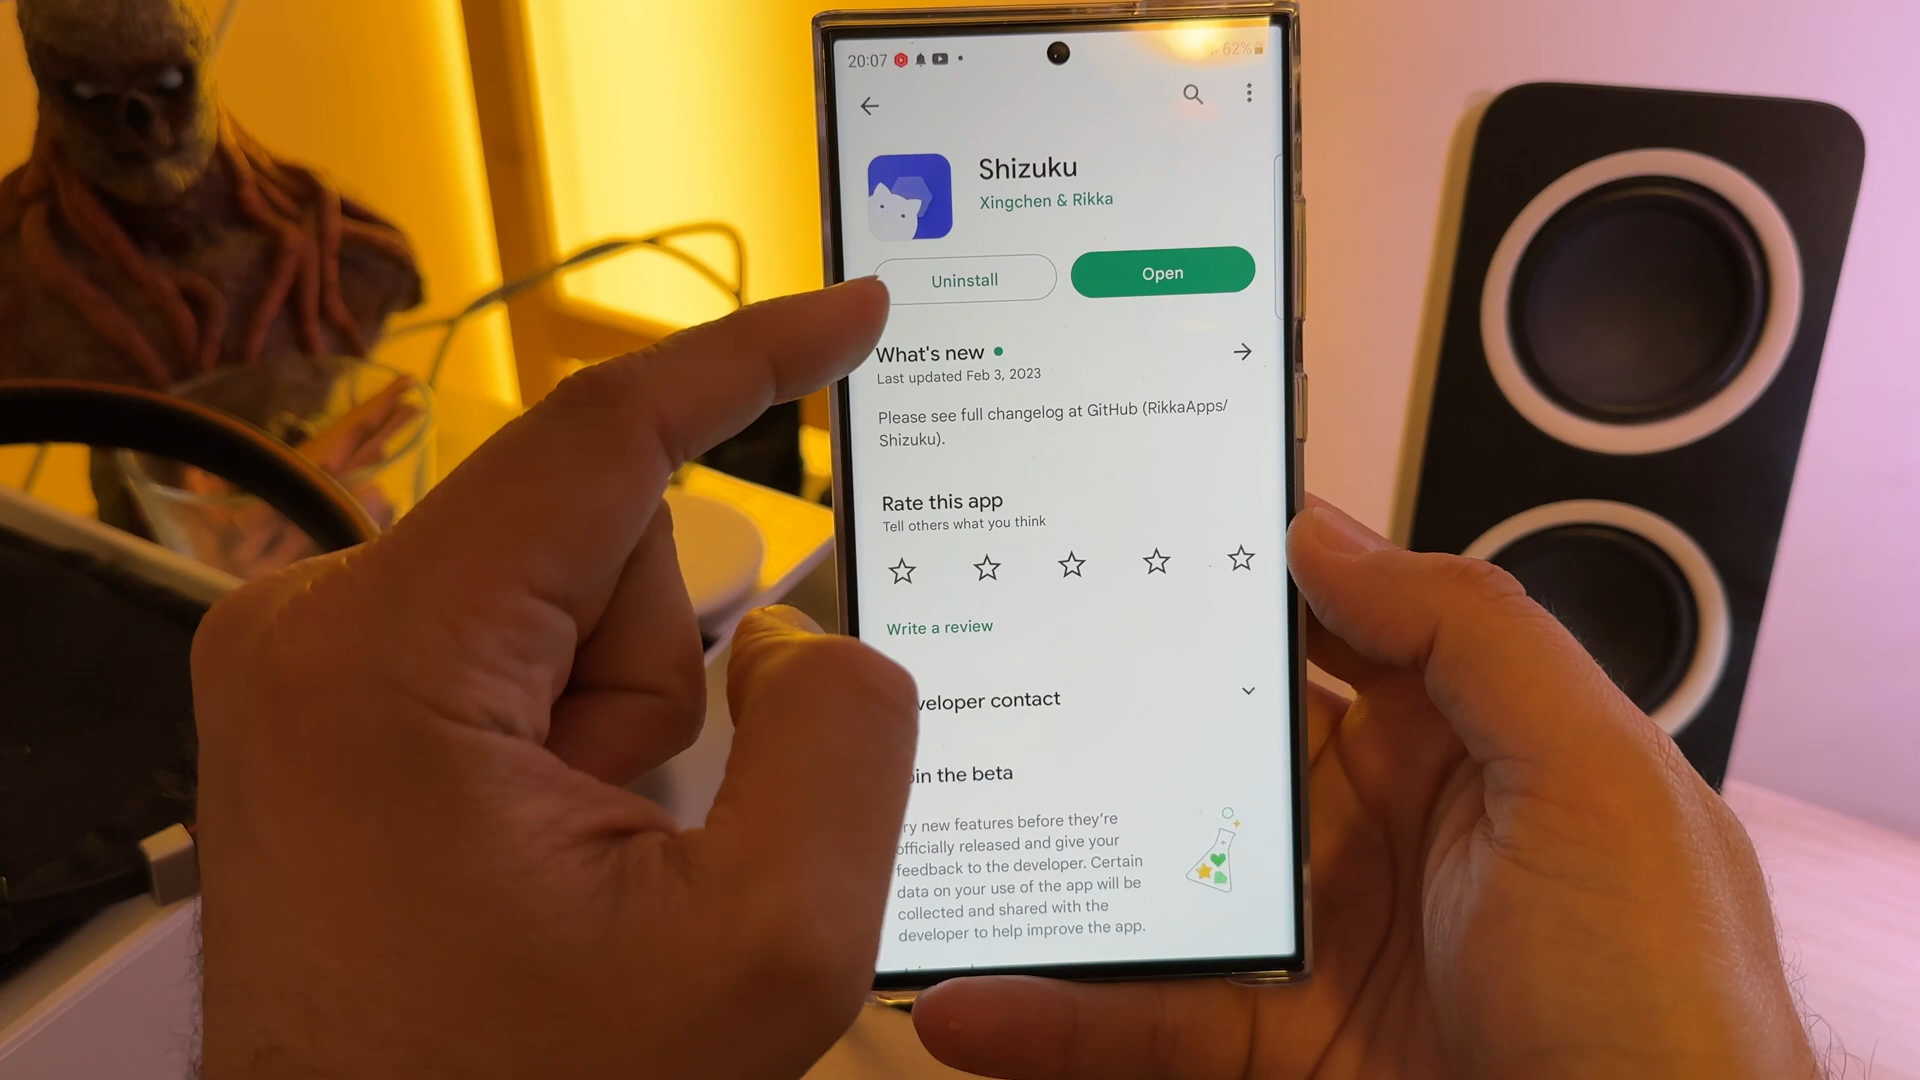 20:07
62%
Shizuku
Xingchen & Rikka
Uninstall
Open
What's new
Last updated Feb 3, 2023
Please see full changelog at GitHub (RikkaApps/
Shizuku).
Rate this app
Tell others what you think
Write a review
veloper contact
in the beta
ry new features before they're
officially released and give your
feedback to the developer. Certain
data on your use of the app will be
collected and shared with the
developer to help improve the app.